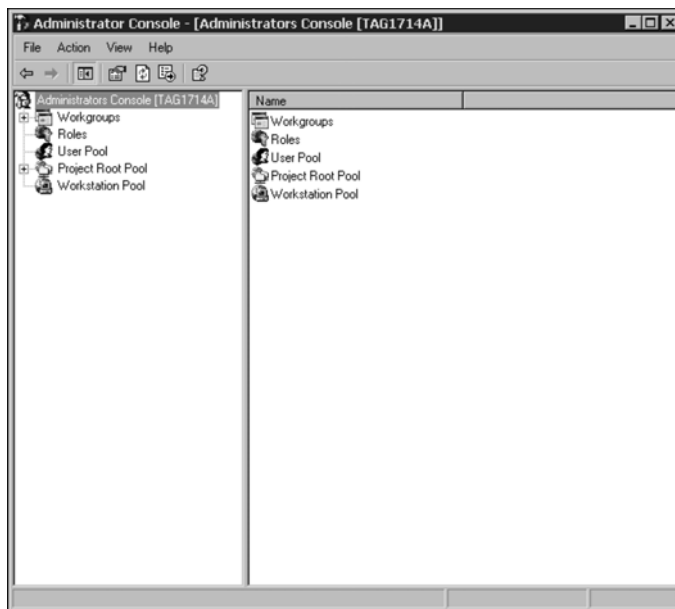 Administrator Console - [Administrators Console [TAG1714A]]
File Action View Help
Administrators Console [TAG1714A]
Workgroups
Roles
User Pool
Project Root Pool
Workstation Pool
Name
Workgroups
Roles
User Pool
Project Root Pool
Workstation Pool